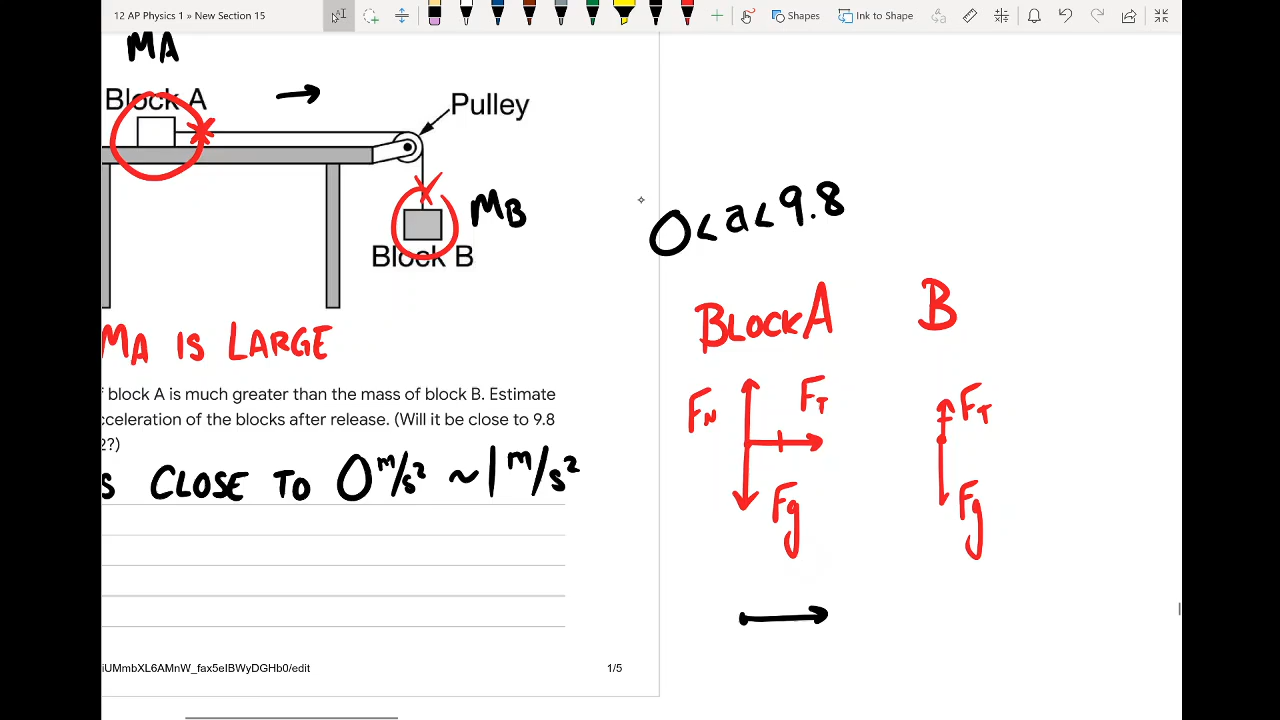 12 AP Physics 1 » New Section 15
Shapes
Ink to Shape
MA
Block A
Pulley
MB
Block B
MA IS LARGE
f block A is much greater than the mass of block B. Estimate
cceleration of the blocks after release. (Will it be close to 9.8
2?)
S CLOSE TO 0 m/s² ~1 m/s²
iUMmbXL6AMnW_fax5eIBWyDGHb0/edit
1/5
0 < a < 9.8
BLOCK A
B
FN
FT
Fg
FT
Fg